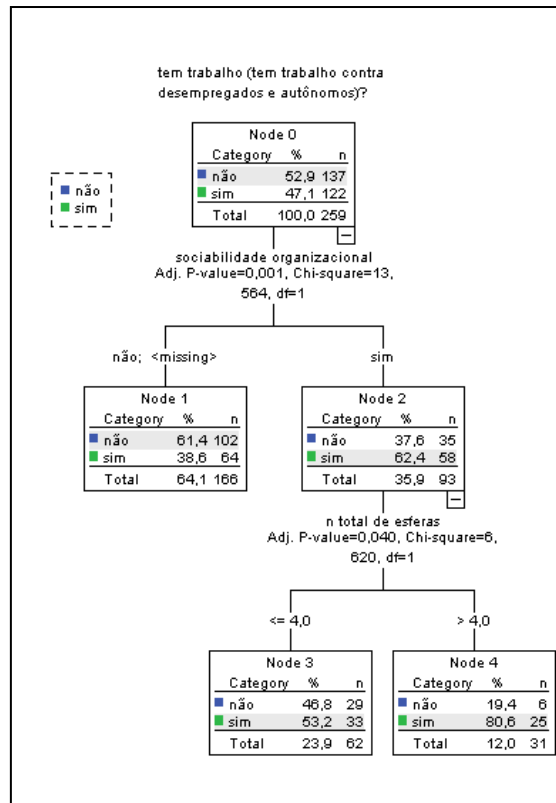 tem trabalho (tem trabalho contra
desempregados e autônomos)?
não
sim
Node 0
Category % n
não 52,9 137
sim 47,1 122
Total 100,0 259
sociabilidade organizacional
Adj. P-value=0,001, Chi-square=13,
564, df=1
não; <missing>
sim
Node 1
Category % n
não 61,4 102
sim 38,6 64
Total 64,1 166
Node 2
Category % n
não 37,6 35
sim 62,4 58
Total 35,9 93
n total de esferas
Adj. P-value=0,040, Chi-square=6,
620, df=1
<= 4,0
> 4,0
Node 3
Category % n
não 46,8 29
sim 53,2 33
Total 23,9 62
Node 4
Category % n
não 19,4 6
sim 80,6 25
Total 12,0 31